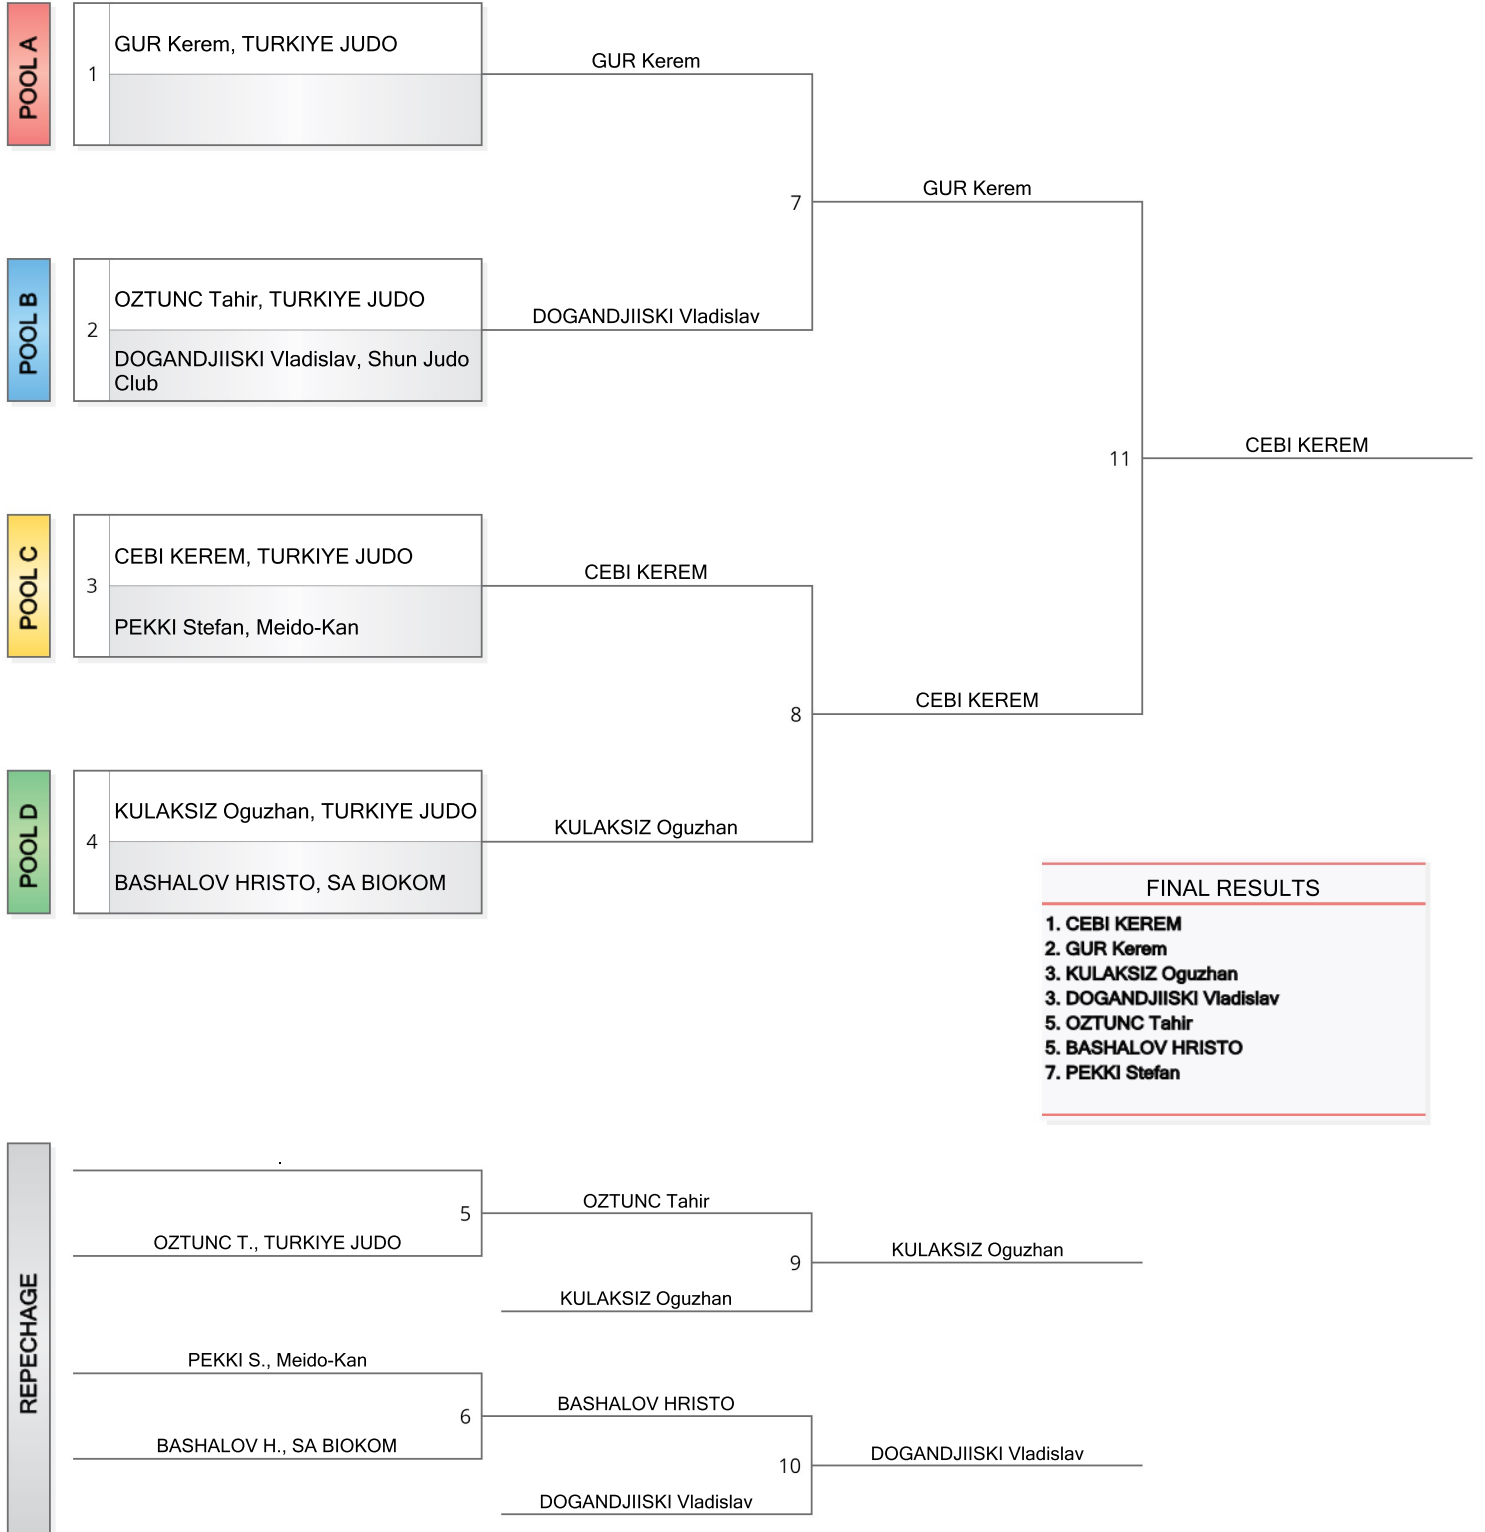 POOL A
1
GUR Kerem, TURKIYE JUDO
GUR Kerem
7
GUR Kerem
POOL B
2
OZTUNC Tahir, TURKIYE JUDO
DOGANDJIISKI Vladislav, Shun Judo
Club
DOGANDJIISKI Vladislav
11
CEBI KEREM
POOL C
3
CEBI KEREM, TURKIYE JUDO
PEKKI Stefan, Meido-Kan
CEBI KEREM
8
CEBI KEREM
POOL D
4
KULAKSIZ Oguzhan, TURKIYE JUDO
BASHALOV HRISTO, SA BIOKOM
KULAKSIZ Oguzhan
FINAL RESULTS
1. CEBI KEREM
2. GUR Kerem
3. KULAKSIZ Oguzhan
3. DOGANDJIISKI Vladislav
5. OZTUNC Tahir
5. BASHALOV HRISTO
7. PEKKI Stefan
REPECHAGE
.
5
OZTUNC T., TURKIYE JUDO
OZTUNC Tahir
9
KULAKSIZ Oguzhan
KULAKSIZ Oguzhan
PEKKI S., Meido-Kan
6
BASHALOV H., SA BIOKOM
BASHALOV HRISTO
10
DOGANDJIISKI Vladislav
DOGANDJIISKI Vladislav